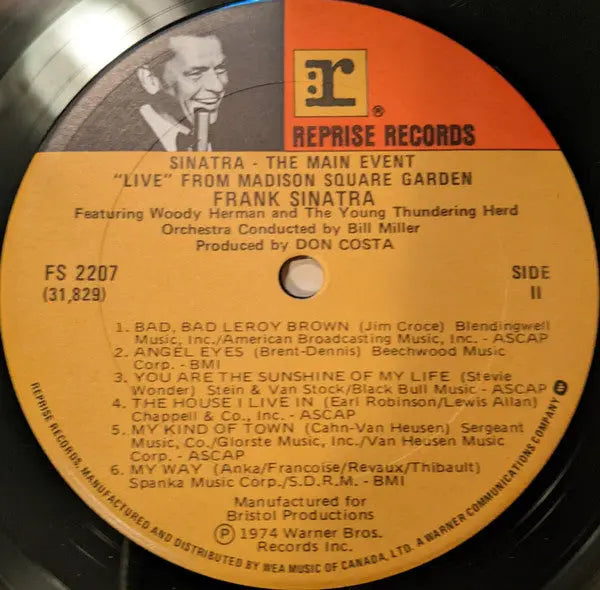 r
®
REPRISE RECORDS
SINATRA - THE MAIN EVENT
"LIVE" FROM MADISON SQUARE GARDEN
FRANK SINATRA
Featuring Woody Herman and The Young Thundering Herd
Orchestra Conducted by Bill Miller
Produced by DON COSTA
FS 2207
(31,829)
SIDE
II
1. BAD, BAD LEROY BROWN (Jim Croce) Blendingwell
Music, Inc./American Broadcasting Music, Inc. - ASCAP
2. ANGEL EYES (Brent-Dennis) Beechwood Music
Corp. - BMI
3. YOU ARE THE SUNSHINE OF MY LIFE (Stevie
Wonder) Stein & Van Stock/Black Bull Music - ASCAP
4. THE HOUSE I LIVE IN (Earl Robinson/Lewis Allan)
Chappell & Co., Inc. - ASCAP
5. MY KIND OF TOWN (Cahn-Van Heusen) Sergeant
Music, Co./Glorste Music, Inc./Van Heusen Music
Corp. - ASCAP
6. MY WAY (Anka/Francoise/Revaux/Thibault)
Spanka Music Corp./S.D.R.M. - BMI
Manufactured for
Bristol Productions
℗ 1974 Warner Bros.
Records Inc.
REPRISE RECORDS, MANUFACTURED AND DISTRIBUTED BY WEA MUSIC OF CANADA, LTD. A WARNER COMMUNICATIONS COMPANY